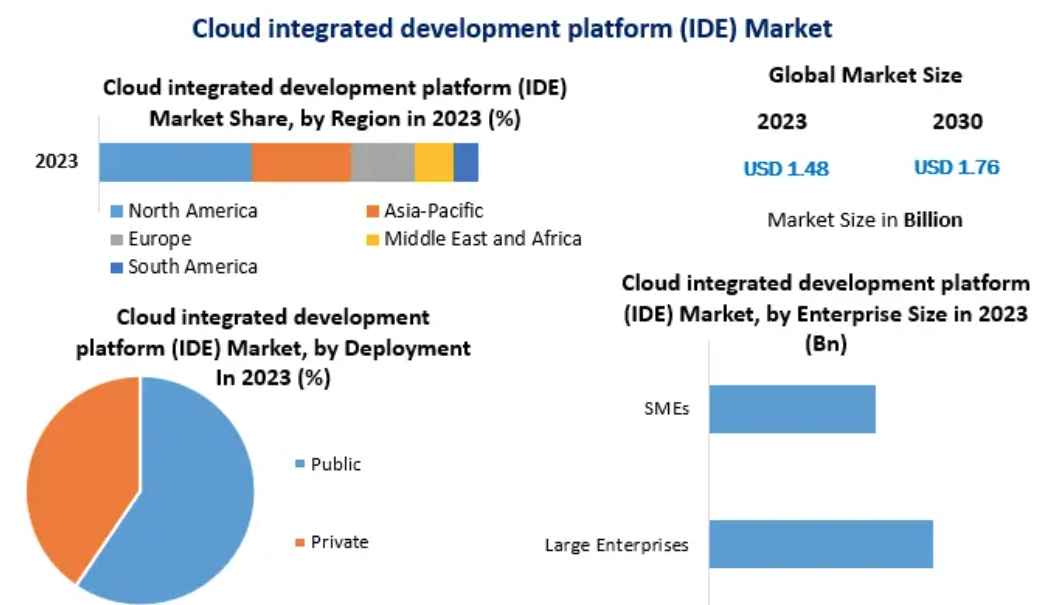 Cloud integrated development platform (IDE) Market
Cloud integrated development platform (IDE)
Market Share, by Region in 2023 (%)
2023
North America
Asia-Pacific
Europe
Middle East and Africa
South America
Global Market Size
2023
2030
USD 1.48
USD 1.76
Market Size in Billion
Cloud integrated development
platform (IDE) Market, by Deployment
In 2023 (%)
Public
Private
Cloud integrated development platform
(IDE) Market, by Enterprise Size in 2023
(Bn)
SMEs
Large Enterprises